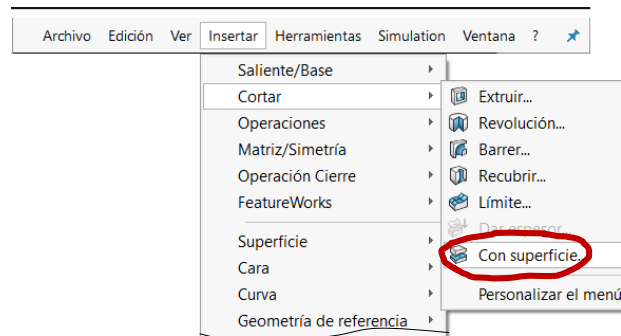 Archivo Edición Ver Insertar Herramientas Simulation Ventana ?
Saliente/Base
Cortar
Operaciones
Matriz/Simetría
Operación Cierre
FeatureWorks
Superficie
Cara
Curva
Geometría de referencia
Extruir...
Revolución...
Barrer...
Recubrir...
Límite...
Dar espesor...
Con superficie.
Personalizar el menú